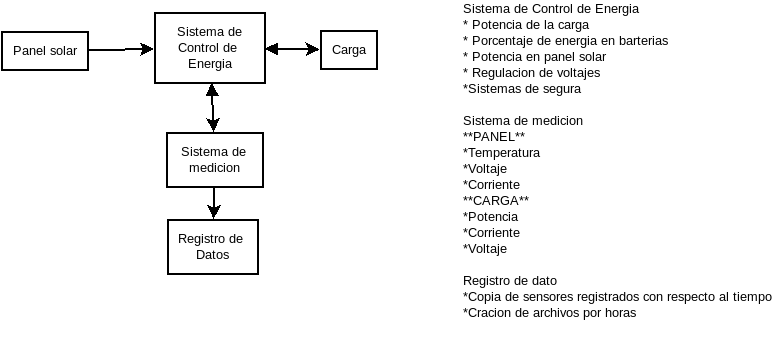 Panel solar
Sistema de
Control de
Energia
Carga
Sistema de
medicion
Registro de
Datos
Sistema de Control de Energia
* Potencia de la carga
* Porcentaje de energia en barterias
* Potencia en panel solar
* Regulacion de voltajes
*Sistemas de segura
Sistema de medicion
**PANEL**
*Temperatura
*Voltaje
*Corriente
**CARGA**
*Potencia
*Corriente
*Voltaje
Registro de dato
*Copia de sensores registrados con respecto al tiempo
*Cracion de archivos por horas